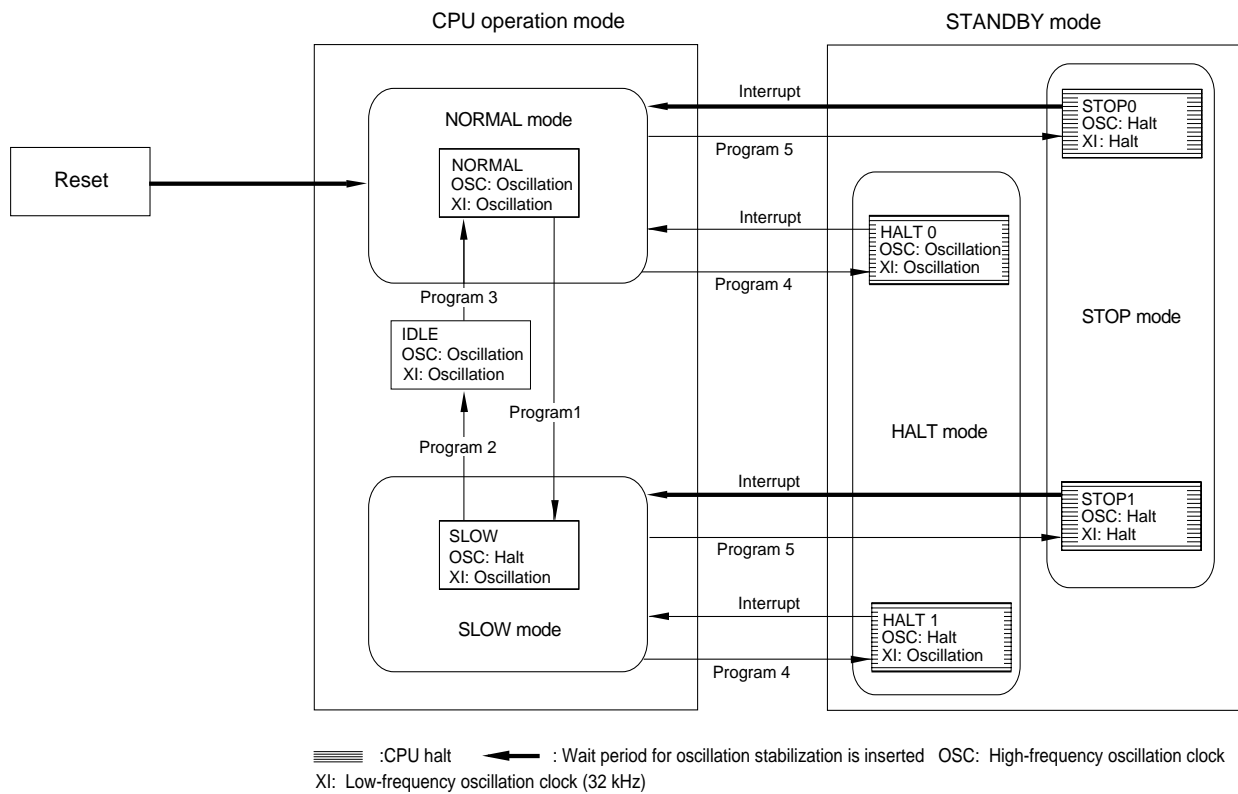 CPU operation mode
STANDBY mode
Reset
NORMAL mode
NORMAL
OSC: Oscillation
XI: Oscillation
Program 3
IDLE
OSC: Oscillation
XI: Oscillation
Program1
Program 2
SLOW
OSC: Halt
XI: Oscillation
SLOW mode
Interrupt
Program 5
Interrupt
Program 4
Interrupt
Program 5
Interrupt
Program 4
HALT 0
OSC: Oscillation
XI: Oscillation
HALT mode
HALT 1
OSC: Halt
XI: Oscillation
STOP0
OSC: Halt
XI: Halt
STOP mode
STOP1
OSC: Halt
XI: Halt
:CPU halt : Wait period for oscillation stabilization is inserted OSC: High-frequency oscillation clock
XI: Low-frequency oscillation clock (32 kHz)